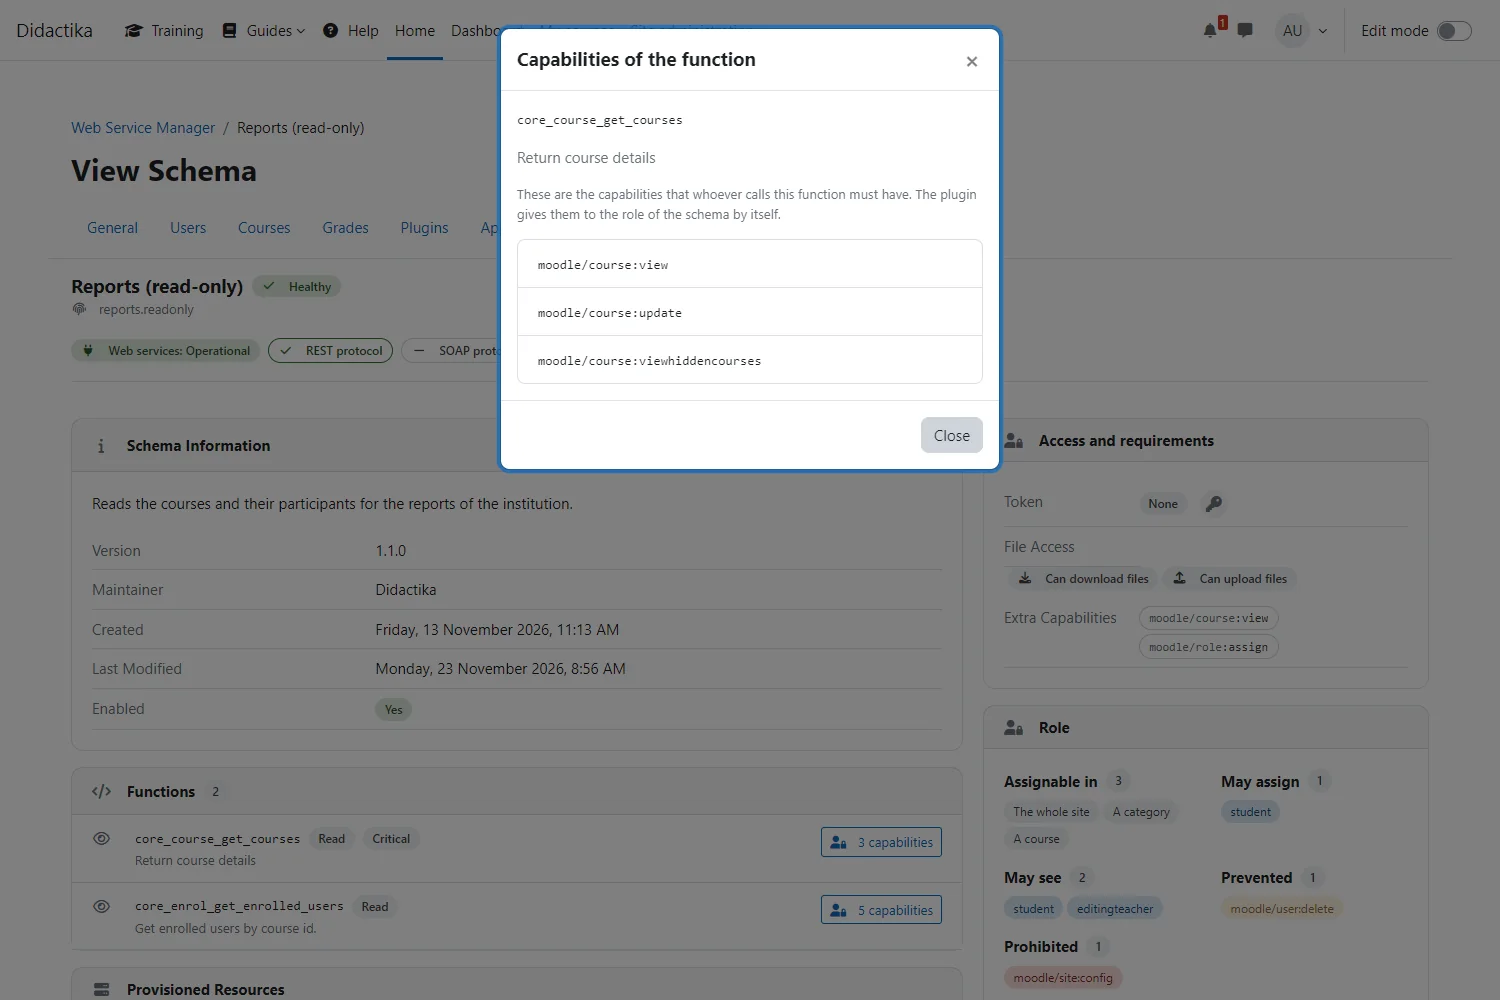 Didactika
Training
Guides
Help
Home
Dashbo
1
AU
Edit mode
Capabilities of the function
×
core_course_get_courses
Return course details
These are the capabilities that whoever calls this function must have. The plugin
gives them to the role of the schema by itself.
moodle/course:view
moodle/course:update
moodle/course:viewhiddencourses
Close
Web Service Manager / Reports (read-only)
View Schema
General
Users
Courses
Grades
Plugins
Ap
Reports (read-only)
Healthy
reports.readonly
Web services: Operational
REST protocol
SOAP proto
Schema Information
Reads the courses and their participants for the reports of the institution.
Version 1.1.0
Maintainer Didactika
Created Friday, 13 November 2026, 11:13 AM
Last Modified Monday, 23 November 2026, 8:56 AM
Enabled Yes
Functions 2
core_course_get_courses Read Critical
Return course details
3 capabilities
core_enrol_get_enrolled_users Read
Get enrolled users by course id.
5 capabilities
Provisioned Resources
Access and requirements
Token None
File Access
Can download files
Can upload files
Extra Capabilities moodle/course:view
moodle/role:assign
Role
Assignable in 3
The whole site
A category
A course
May assign 1
student
May see 2
student
editingteacher
Prevented 1
moodle/user:delete
Prohibited 1
moodle/site:config